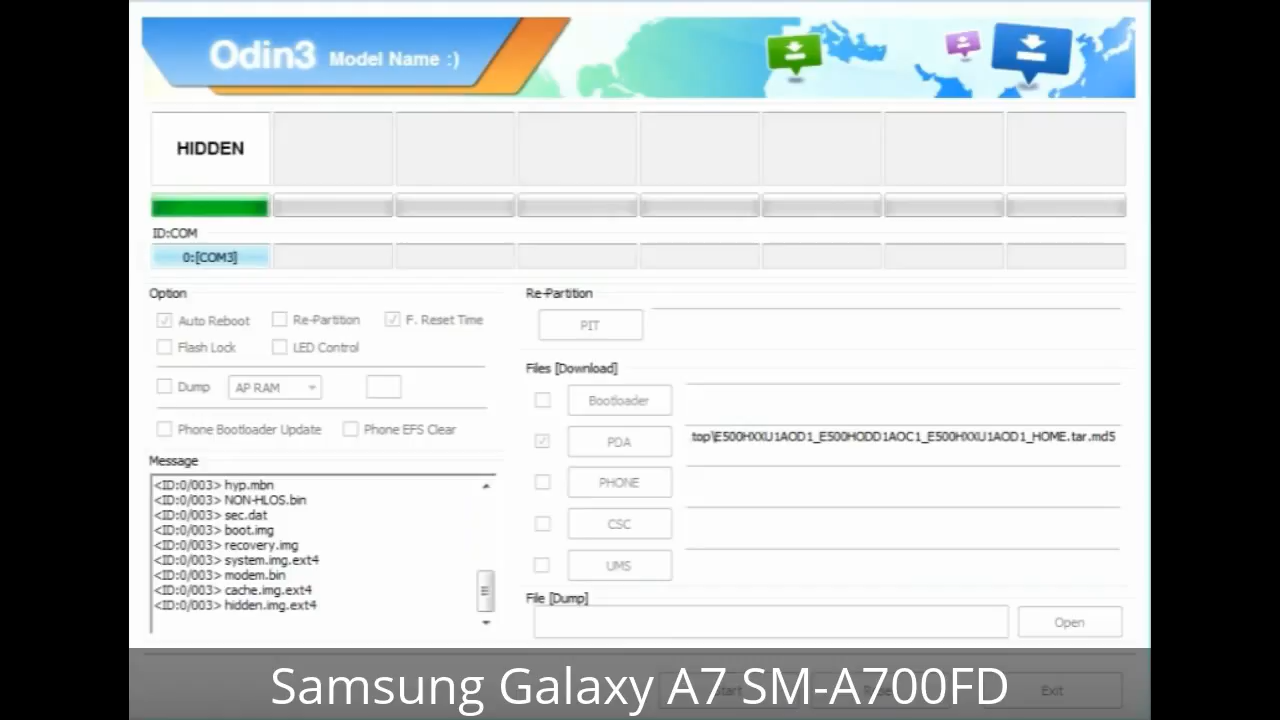 Odin3 Model Name :)
HIDDEN
ID:COM
0:[COM3]
Option
Auto Reboot Re-Partition F. Reset Time
Flash Lock LED Control
Dump AP RAM
Phone Bootloader Update Phone EFS Clear
Message
<ID:0/003> hyp.mbn
<ID:0/003> NON-HLOS.bin
<ID:0/003> sec.dat
<ID:0/003> boot.img
<ID:0/003> recovery.img
<ID:0/003> system.img.ext4
<ID:0/003> modem.bin
<ID:0/003> cache.img.ext4
<ID:0/003> hidden.img.ext4
Re-Partition
PIT
Files [Download]
Bootloader
PDA top\E500HXXU1AOD1_E500HODD1AOC1_E500HXXU1AOD1_HOME.tar.md5
PHONE
CSC
UMS
File [Dump]
Open
Start Exit
Samsung Galaxy A7 SM-A700FD